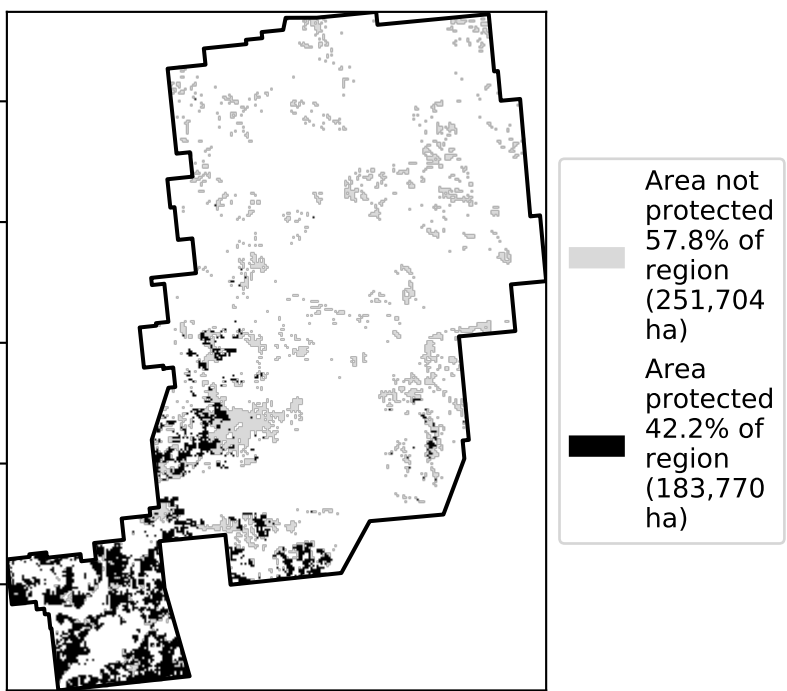 Area not
protected
57.8% of
region
(251,704
ha)
Area
protected
42.2% of
region
(183,770
ha)